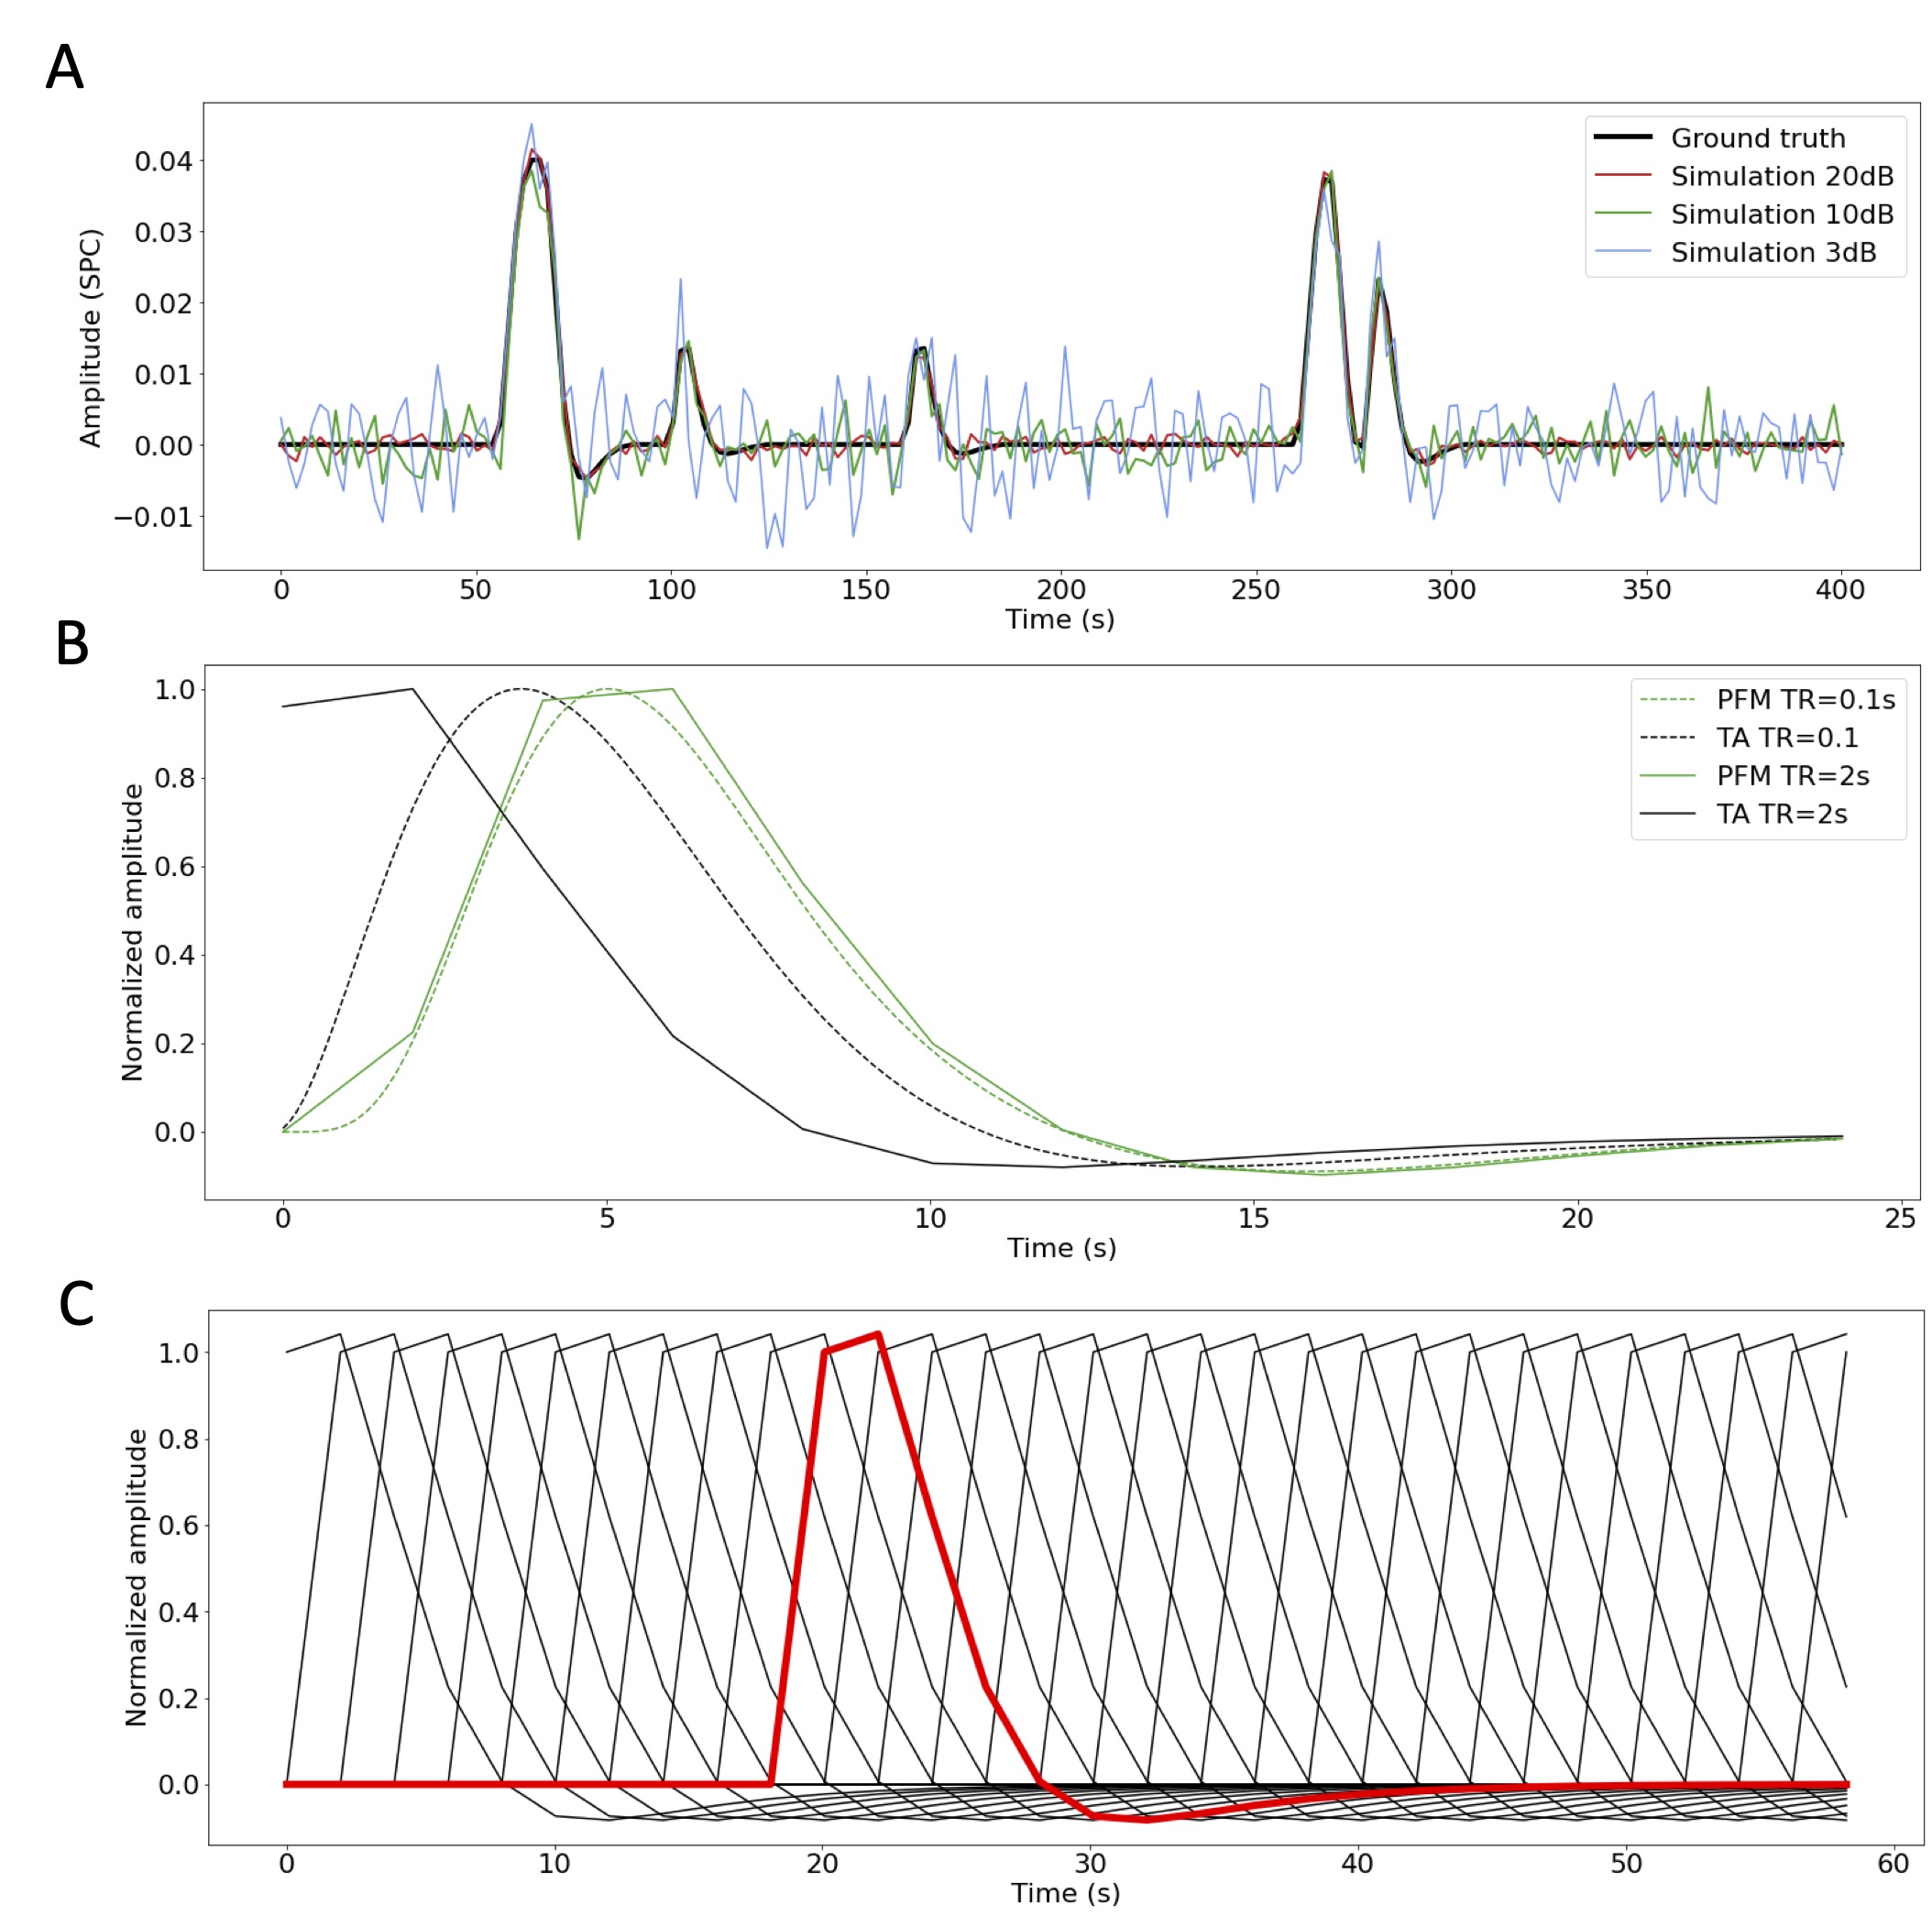 A
Amplitude (SPC)
0.04
0.03
0.02
0.01
0.00
−0.01
Ground truth
Simulation 20dB
Simulation 10dB
Simulation 3dB
0 50 100 150 200 250 300 350 400
Time (s)
B
Normalized amplitude
1.0
0.8
0.6
0.4
0.2
0.0
PFM TR=0.1s
TA TR=0.1
PFM TR=2s
TA TR=2s
0 5 10 15 20 25
Time (s)
C
Normalized amplitude
1.0
0.8
0.6
0.4
0.2
0.0
0 10 20 30 40 50 60
Time (s)